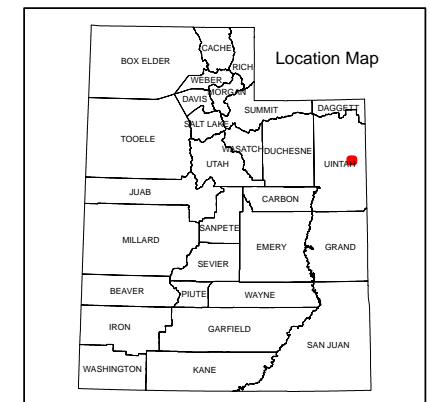 Location Map
CACHE
BOX ELDER
RICH
WEBER
MORGAN
DAVIS
SUMMIT
DAGGETT
SALT LAKE
TOOELE
WASATCH
DUCHESNE
UTAH
UINTAH
JUAB
CARBON
SANPETE
MILLARD
EMERY
GRAND
SEVIER
BEAVER
PIUTE
WAYNE
IRON
GARFIELD
SAN JUAN
WASHINGTON
KANE